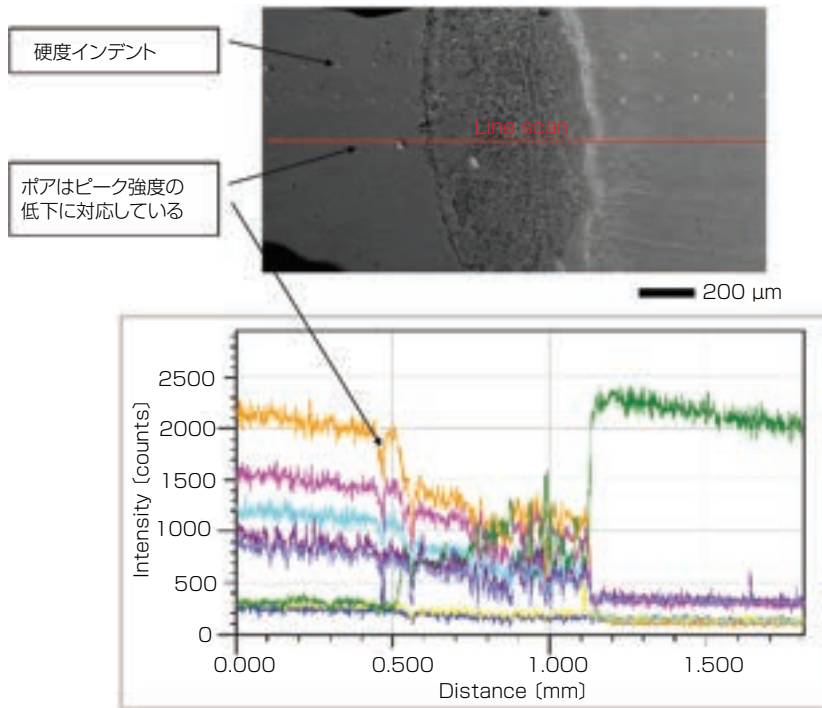 硬度インデント
ポアはピーク強度の
低下に対応している
Line scan
200 µm
Intensity〔counts〕
2500
2000
1500
1000
500
0
0.000
0.500
1.000
1.500
Distance〔mm〕